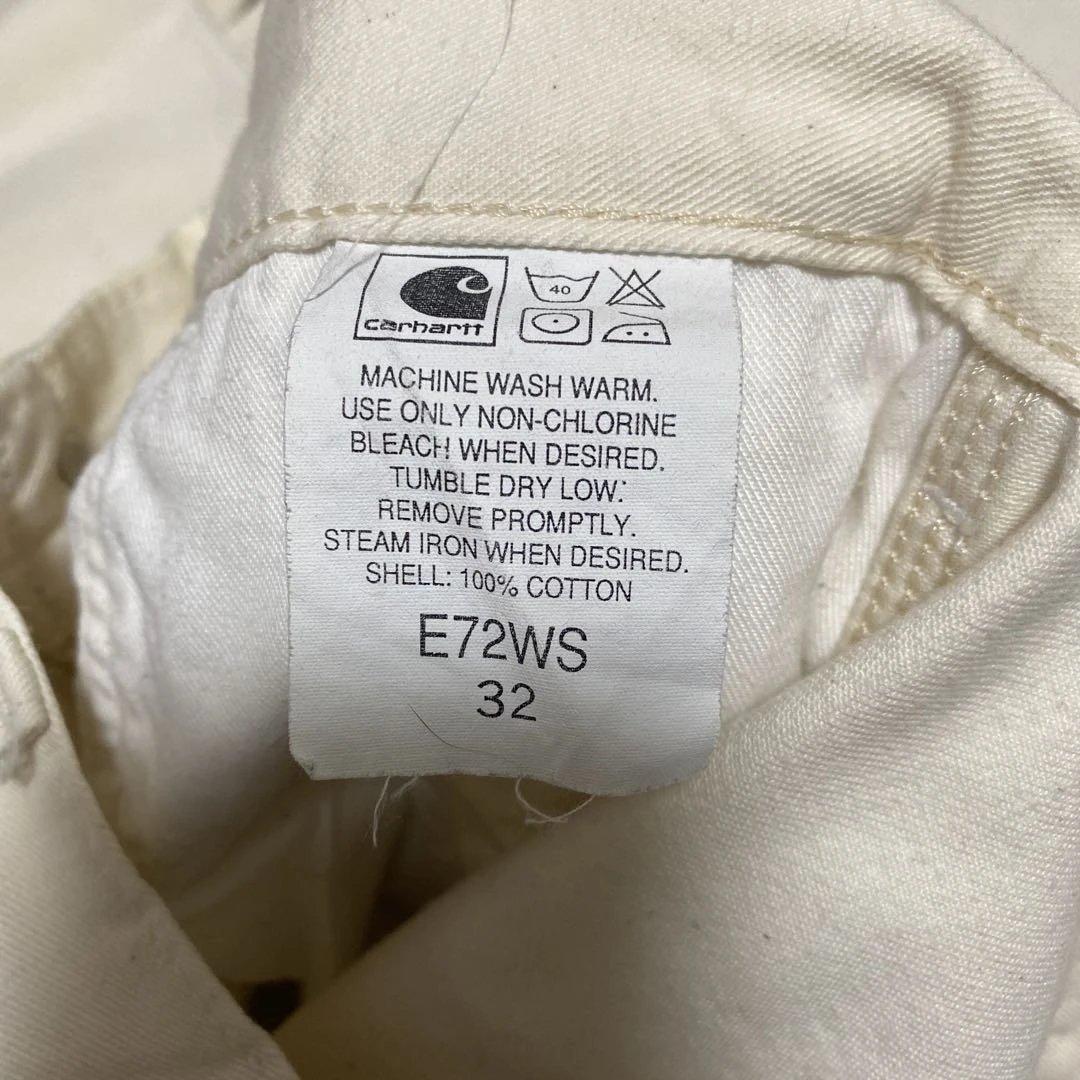 carhartt
40
MACHINE WASH WARM.
USE ONLY NON-CHLORINE
BLEACH WHEN DESIRED.
TUMBLE DRY LOW.
REMOVE PROMPTLY.
STEAM IRON WHEN DESIRED.
SHELL: 100% COTTON
E72WS
32